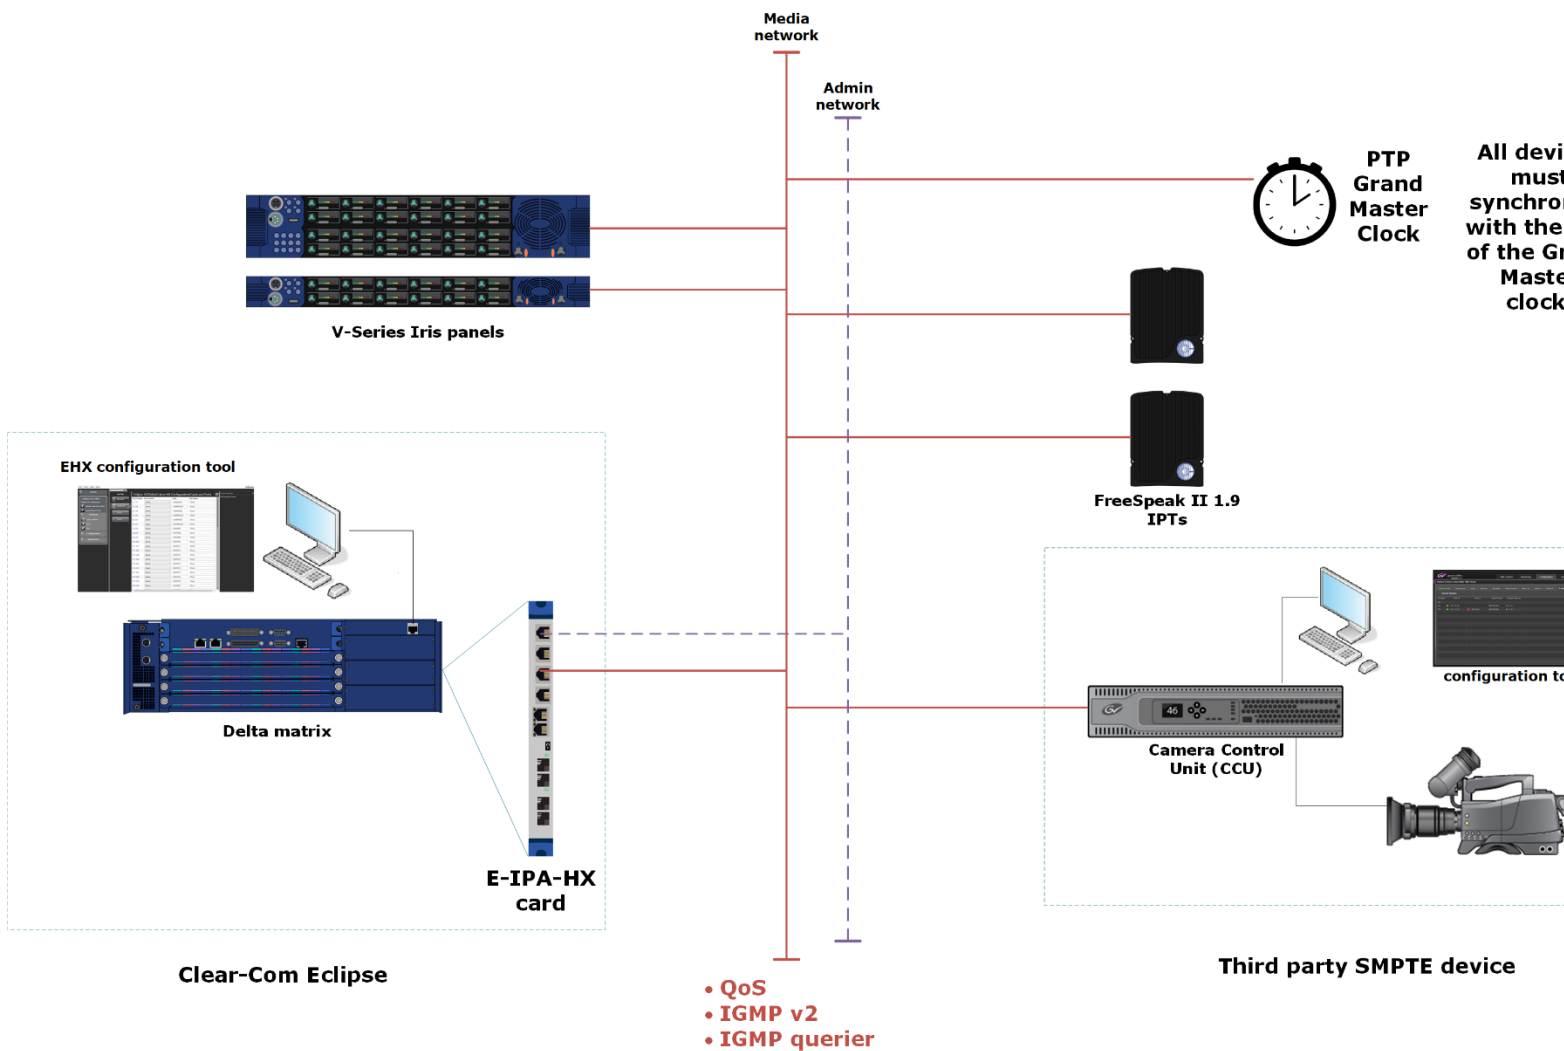 Media
network
Admin
network
PTP
Grand
Master
Clock
All devi
must
synchron
with the
of the Gr
Maste
clock
V-Series Iris panels
EHX configuration tool
FreeSpeak II 1.9
IPTs
configuration to
46
Delta matrix
Camera Control
Unit (CCU)
E-IPA-HX
card
Clear-Com Eclipse
Third party SMPTE device
• QoS
• IGMP v2
• IGMP querier